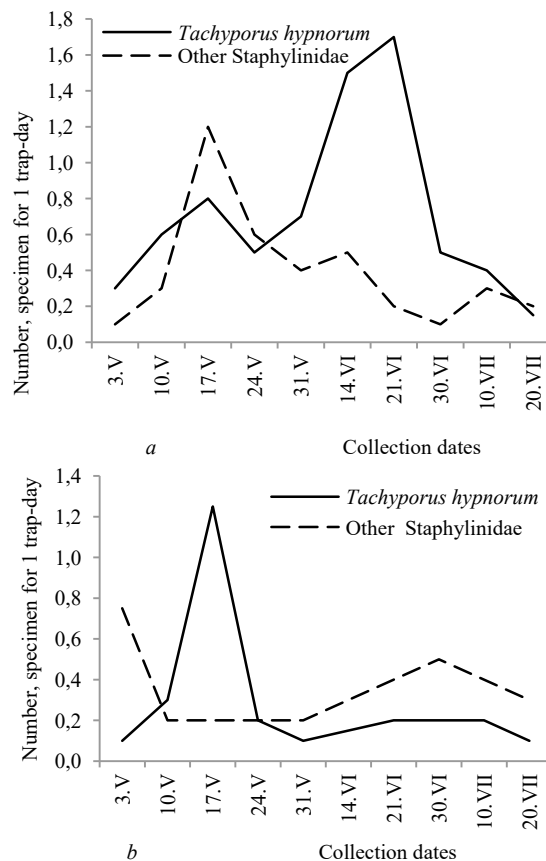 1,8
1,6
1,4
1,2
1,0
0,8
0,6
0,4
0,2
0,0
Number, specimen for 1 trap-day
Tachyporus hypnorum
Other Staphylinidae
3.V
10.V
17.V
24.V
31.V
14.VI
21.VI
30.VI
10.VII
20.VII
a Collection dates
1,4
1,2
1,0
0,8
0,6
0,4
0,2
0,0
Number, specimen for 1 trap-day
Tachyporus hypnorum
Other Staphylinidae
3.V
10.V
17.V
24.V
31.V
14.VI
21.VI
30.VI
10.VII
20.VII
b Collection dates